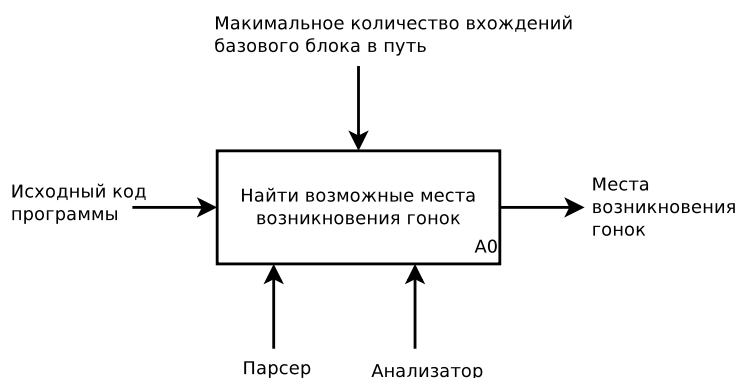 Макимальное количество вхождений
базового блока в путь
Исходный код
программы
Найти возможные места
возникновения гонок
A0
Места
возникновения
гонок
Парсер
Анализатор